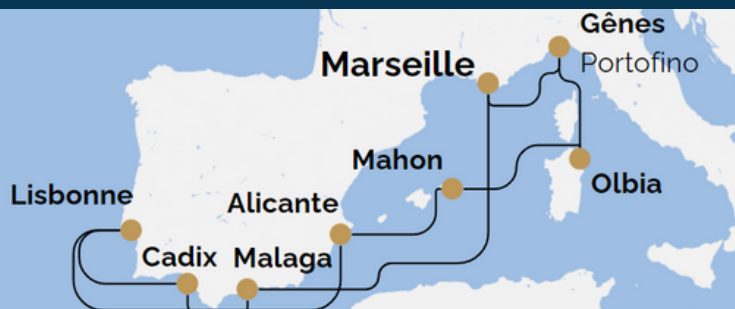 Gênes
Portofino
Marseille
Mahon
Olbia
Lisbonne
Alicante
Cadix
Malaga